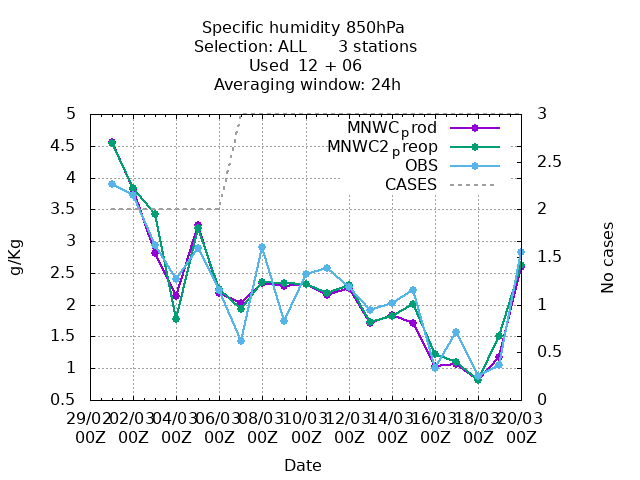 Specific humidity 850hPa
Selection: ALL 3 stations
Used 12 + 06
Averaging window: 24h
MNWCprod
MNWC2preop
OBS
CASES
5
4.5
4
3.5
3
2.5
2
1.5
1
0.5
3
2.5
2
1.5
1
0.5
0
g/Kg
No cases
29/02 02/03 04/03 06/03 08/03 10/03 12/03 14/03 16/03 18/03 20/03
00Z 00Z 00Z 00Z 00Z 00Z 00Z 00Z 00Z 00Z 00Z
Date